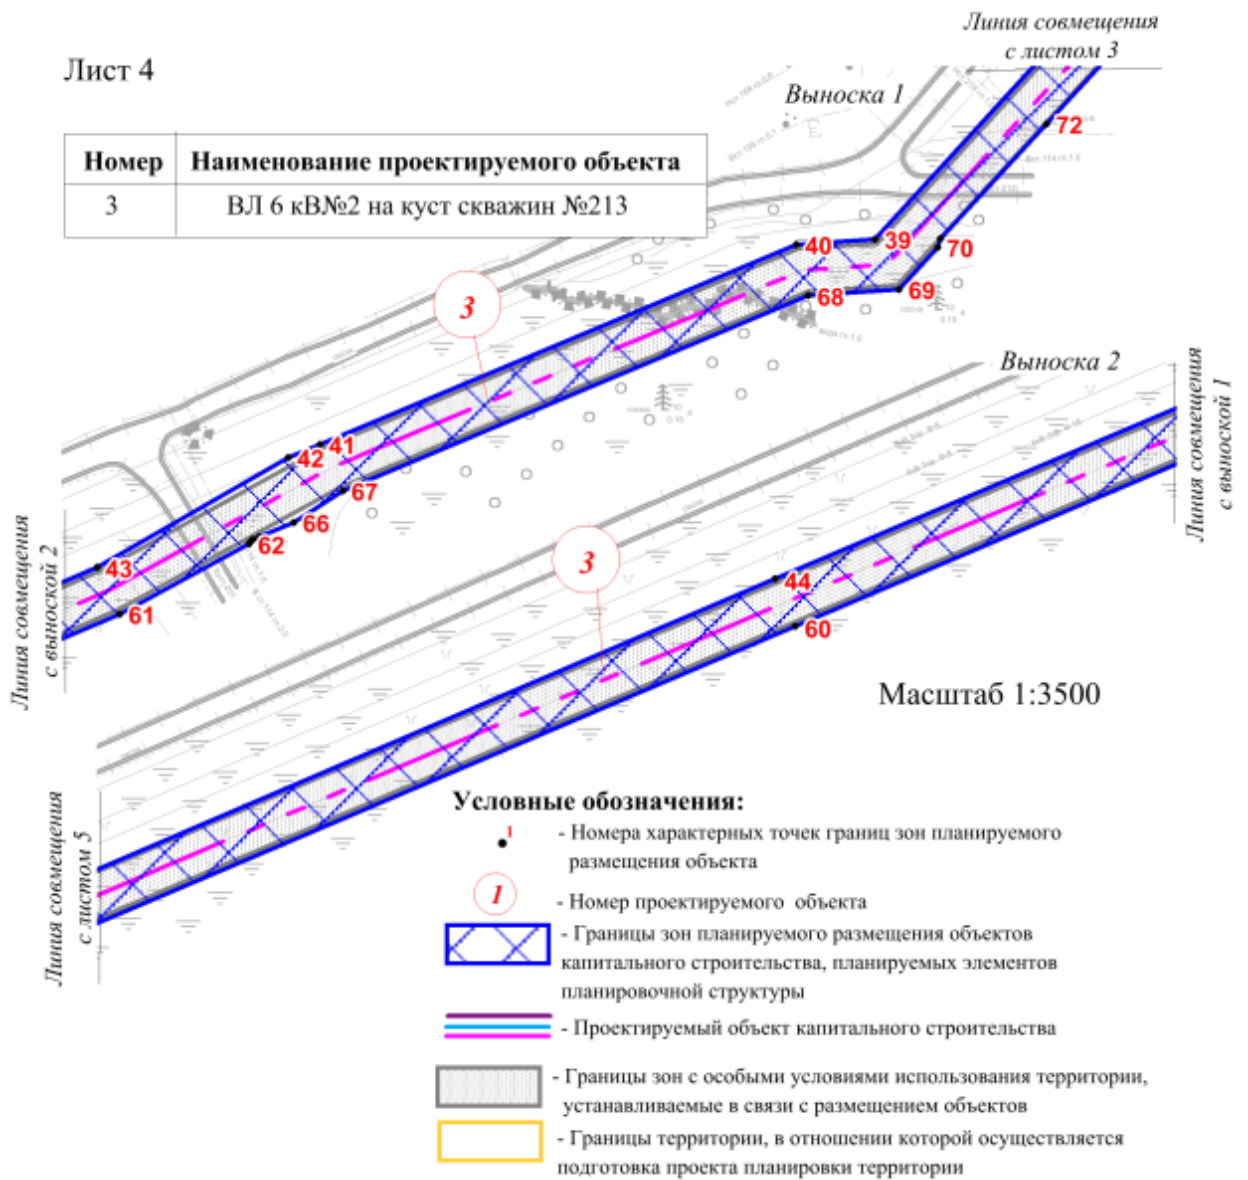 Линия совмещения
с листом 3
Лист 4
Выноска 1
72
Номер Наименование проектируемого объекта
3 ВЛ 6 кВ№2 на куст скважин №213
40
39
70
68
69
3
Выноска 2
Линия совмещения
с выноской 1
41
42
67
66
62
43
61
Линия совмещения
с выноской 2
3
44
60
Масштаб 1:3500
Линия совмещения
с листом 5
Условные обозначения:
1
- Номера характерных точек границ зон планируемого
размещения объекта
1
- Номер проектируемого объекта
- Границы зон планируемого размещения объектов
капитального строительства, планируемых элементов
планировочной структуры
- Проектируемый объект капитального строительства
- Границы зон с особыми условиями использования территории,
устанавливаемые в связи с размещением объектов
- Границы территории, в отношении которой осуществляется
подготовка проекта планировки территории